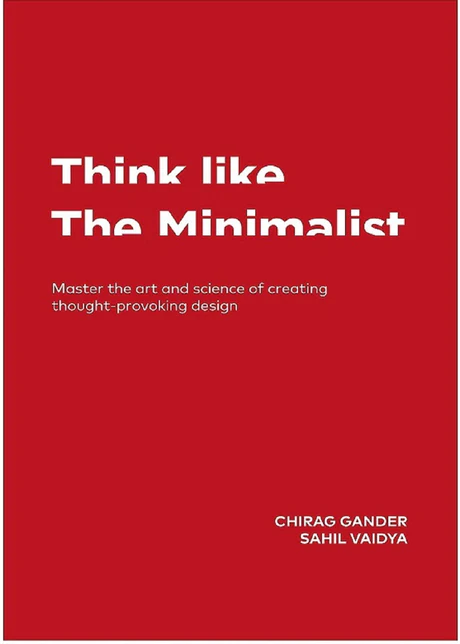 Think like
The Minimalist
Master the art and science of creating
thought-provoking design
CHIRAG GANDER
SAHIL VAIDYA